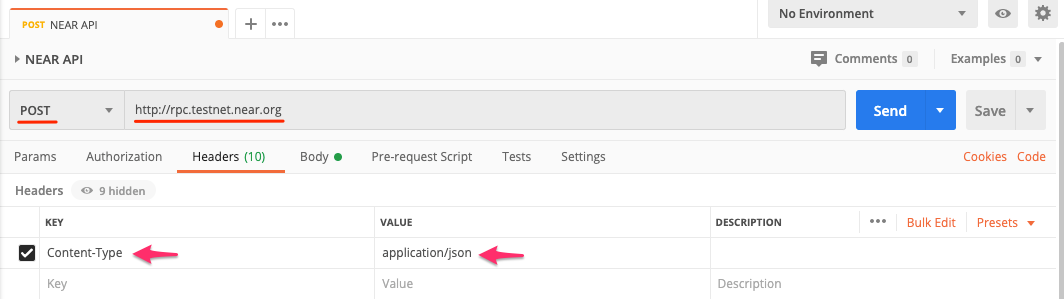 POST NEAR API
No Environment
NEAR API
Comments 0 Examples 0
POST http://rpc.testnet.near.org Send Save
Params Authorization Headers (10) Body Pre-request Script Tests Settings Cookies Code
Headers 9 hidden
KEY VALUE DESCRIPTION Bulk Edit Presets
Content-Type application/json
Key Value Description